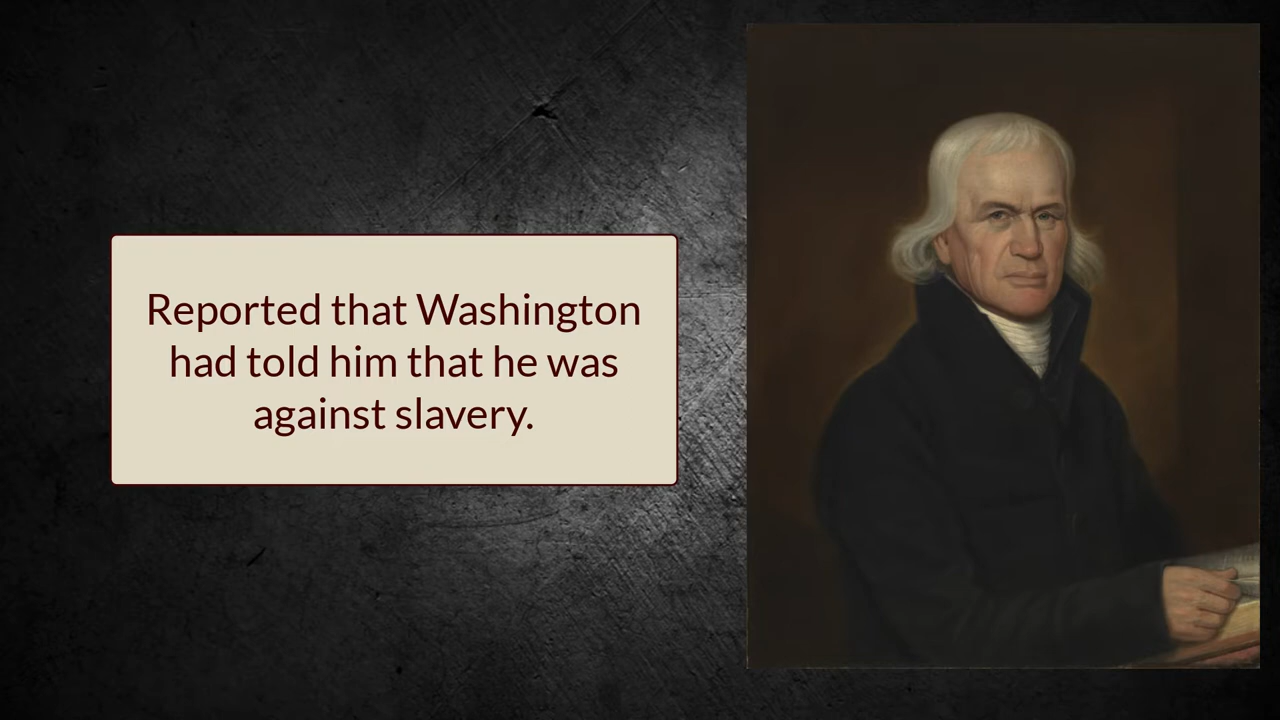 Reported that Washington
had told him that he was
against slavery.